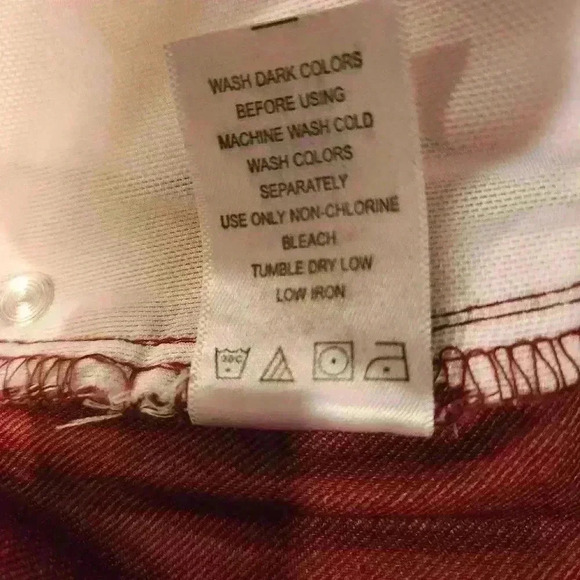 WASH DARK COLORS
BEFORE USING
MACHINE WASH COLD
WASH COLORS
SEPARATELY
USE ONLY NON-CHLORINE
BLEACH
TUMBLE DRY LOW
LOW IRON
30C